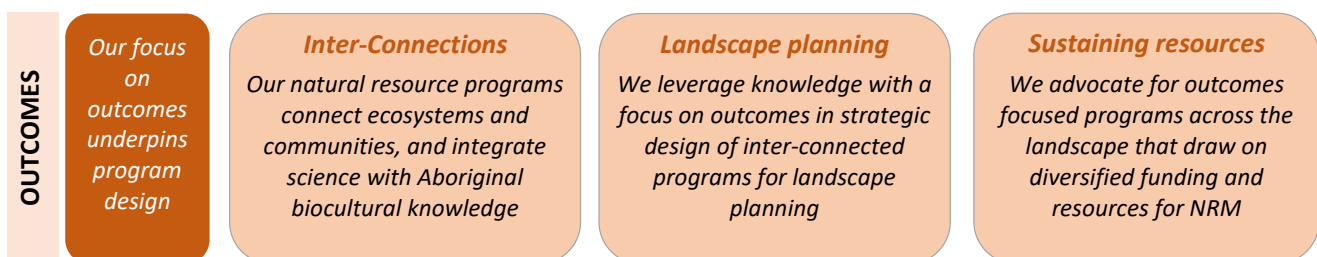 OUTCOMES
Our focus
on
outcomes
underpins
program
design
Inter-Connections
Our natural resource programs
connect ecosystems and
communities, and integrate
science with Aboriginal
biocultural knowledge
Landscape planning
We leverage knowledge with a
focus on outcomes in strategic
design of inter-connected
programs for landscape
planning
Sustaining resources
We advocate for outcomes
focused programs across the
landscape that draw on
diversified funding and
resources for NRM